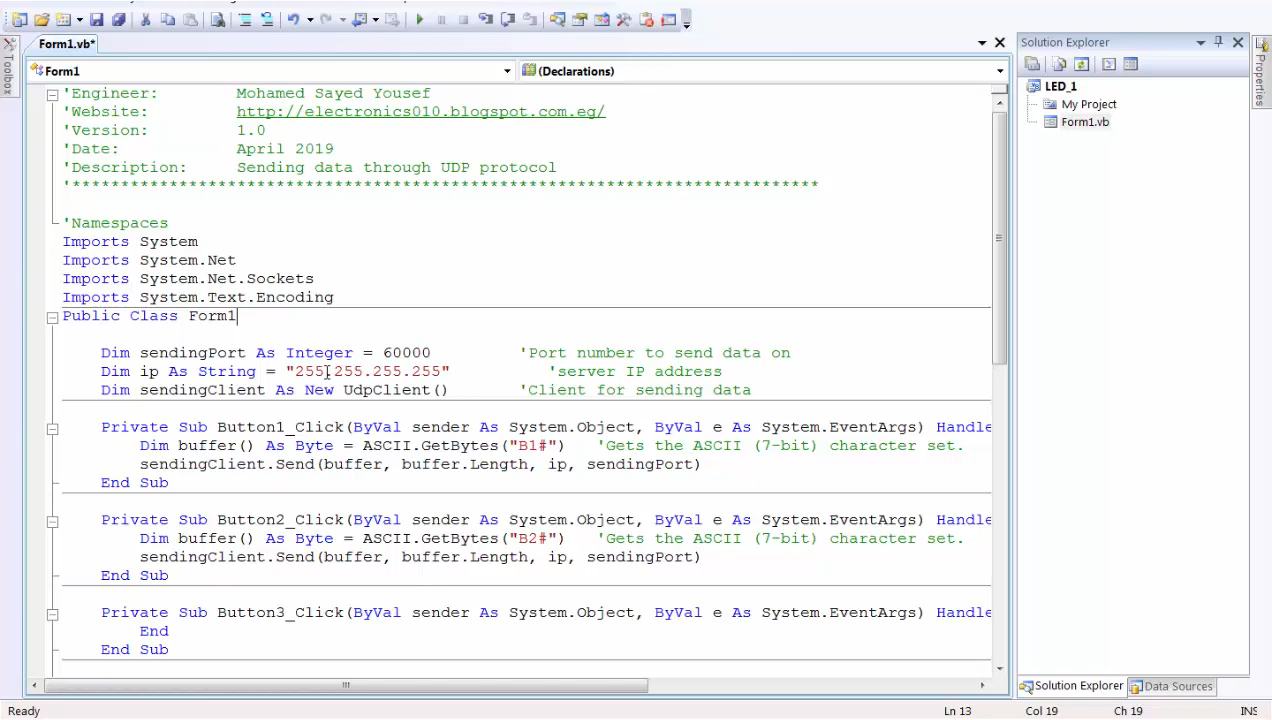 Form1.vb*
Form1
(Declarations)
'Engineer: Mohamed Sayed Yousef
'Website: http://electronics010.blogspot.com.eg/
'Version: 1.0
'Date: April 2019
'Description: Sending data through UDP protocol
'*****************************************************************************
'Namespaces
Imports System
Imports System.Net
Imports System.Net.Sockets
Imports System.Text.Encoding
Public Class Form1
Dim sendingPort As Integer = 60000 'Port number to send data on
Dim ip As String = "255.255.255.255" 'server IP address
Dim sendingClient As New UdpClient() 'Client for sending data
Private Sub Button1_Click(ByVal sender As System.Object, ByVal e As System.EventArgs) Handle
Dim buffer() As Byte = ASCII.GetBytes("B1#") 'Gets the ASCII (7-bit) character set.
sendingClient.Send(buffer, buffer.Length, ip, sendingPort)
End Sub
Private Sub Button2_Click(ByVal sender As System.Object, ByVal e As System.EventArgs) Handle
Dim buffer() As Byte = ASCII.GetBytes("B2#") 'Gets the ASCII (7-bit) character set.
sendingClient.Send(buffer, buffer.Length, ip, sendingPort)
End Sub
Private Sub Button3_Click(ByVal sender As System.Object, ByVal e As System.EventArgs) Handle
End
End Sub
Toolbox
Solution Explorer
LED_1
My Project
Form1.vb
Solution Explorer
Data Sources
Properties
Ready
Ln 13
Col 19
Ch 19
INS